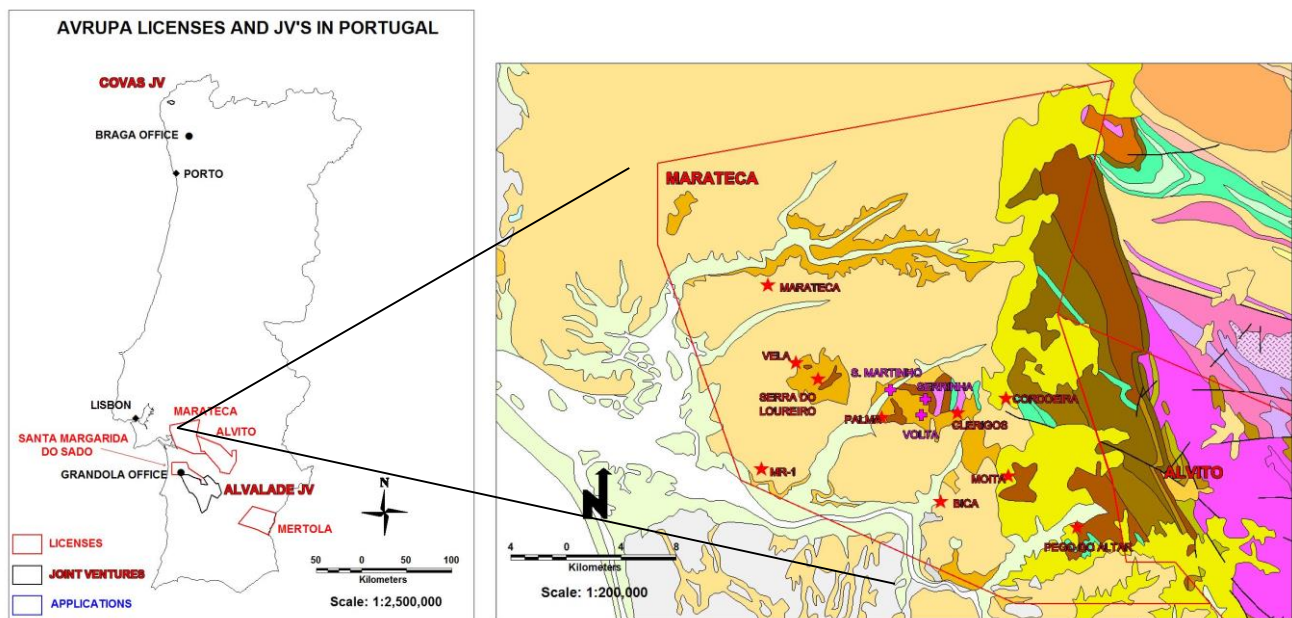 AVRUPA LICENSES AND JV'S IN PORTUGAL
COVAS JV
BRAGA OFFICE
PORTO
LISBON
MARATECA
ALVITO
SANTA MARGARIDA
DO SADO
GRANDOLA OFFICE
ALVALADE JV
N
MERTOLA
LICENSES
JOINT VENTURES
APPLICATIONS
50 0 50 100
Kilometers
Scale: 1:2,500,000
MARATECA
MARATECA
VELA
S. MARTINHO
SERRINHA
SERRA DO
LOUREIRO
CORDOEIRA
PALMA
CLERIGOS
VOLTA
MR-1
MOITA
ALVITO
BICA
PEGO DO ALTAR
N
4 0 4 8
Kilometers
Scale: 1:200,000